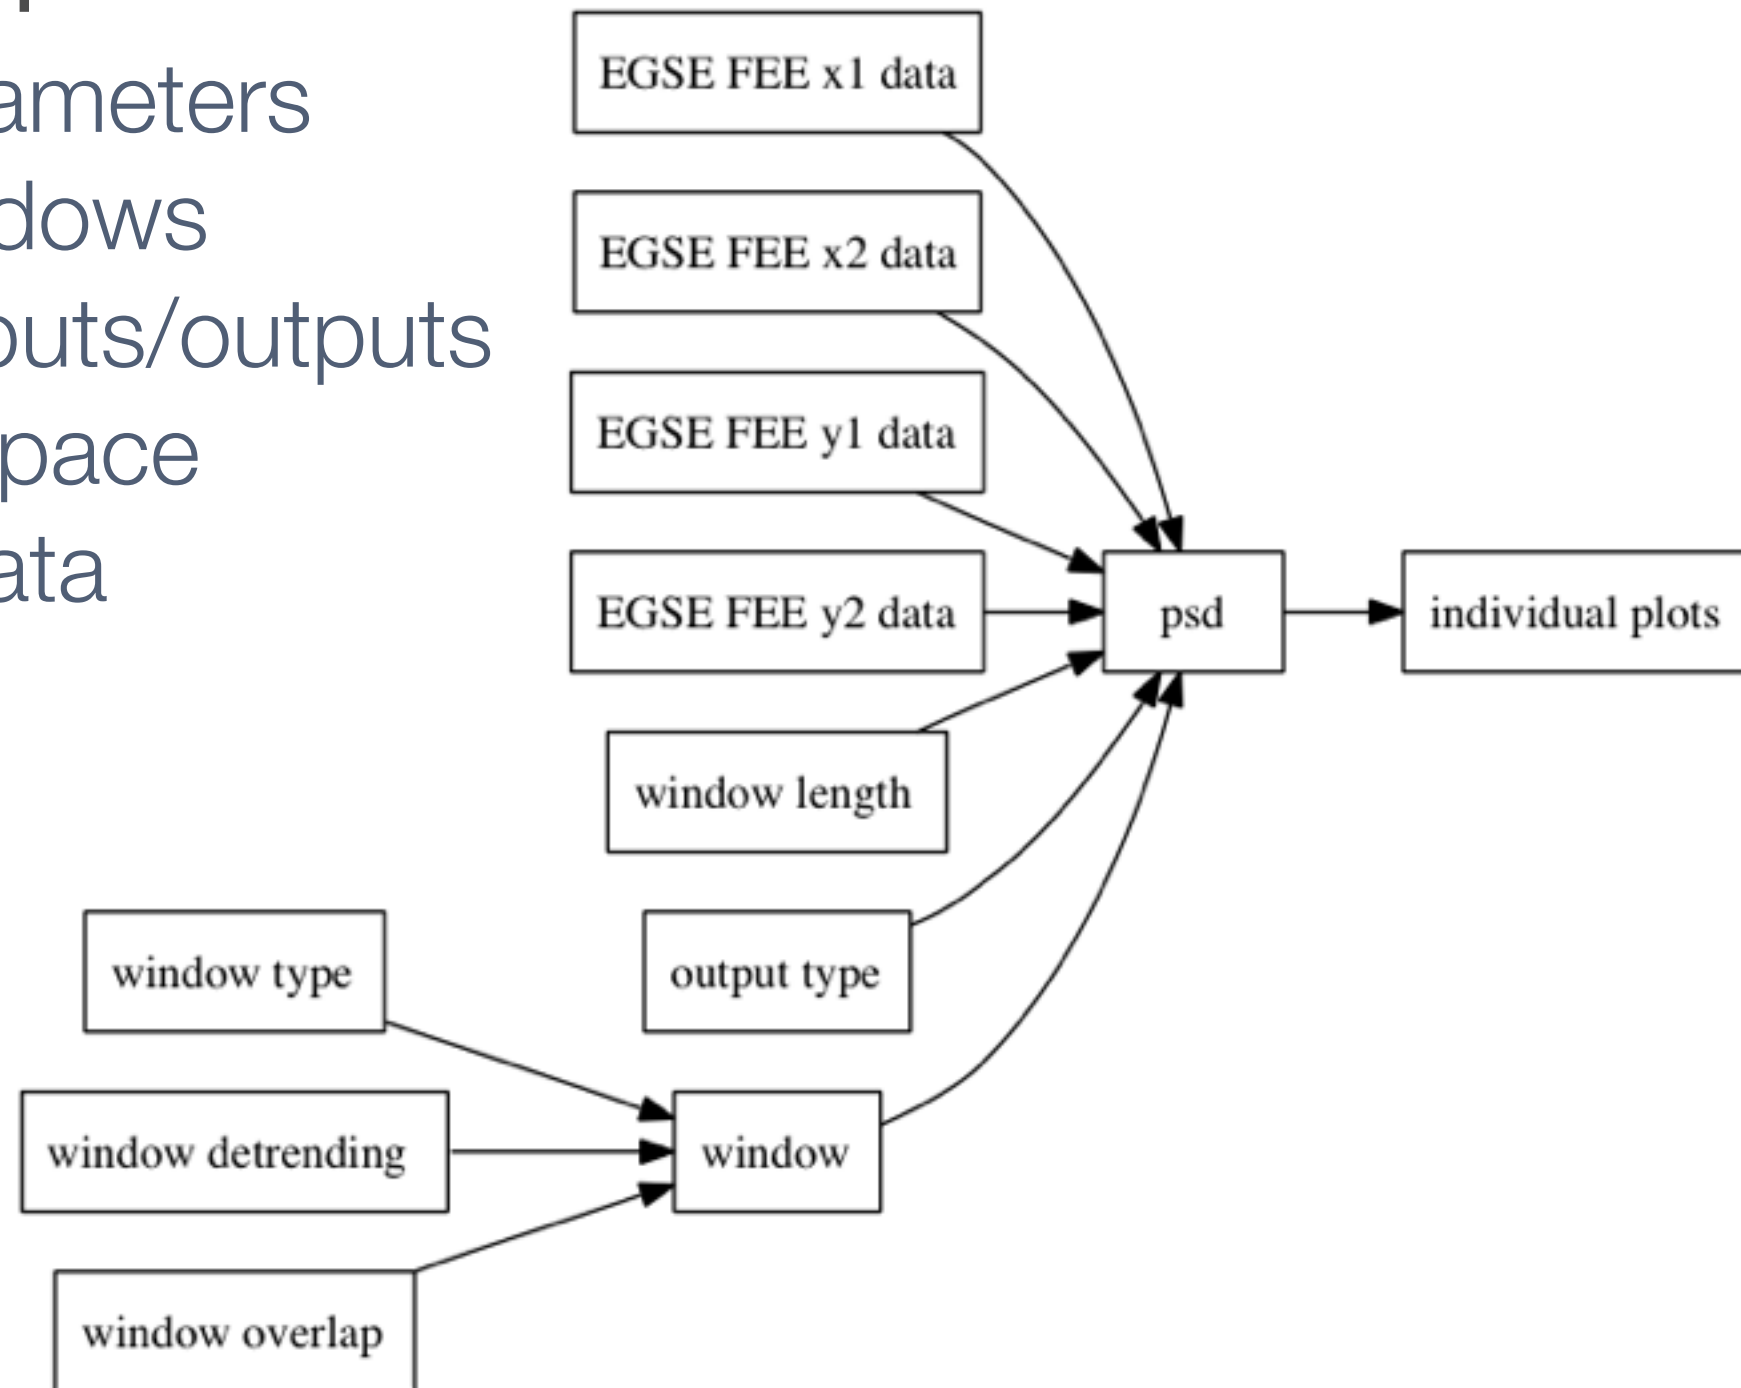 ameters
dows
outs/outputs
pace
ata
EGSE FEE x1 data
EGSE FEE x2 data
EGSE FEE y1 data
EGSE FEE y2 data
psd
individual plots
window length
window type
output type
window detrending
window
window overlap